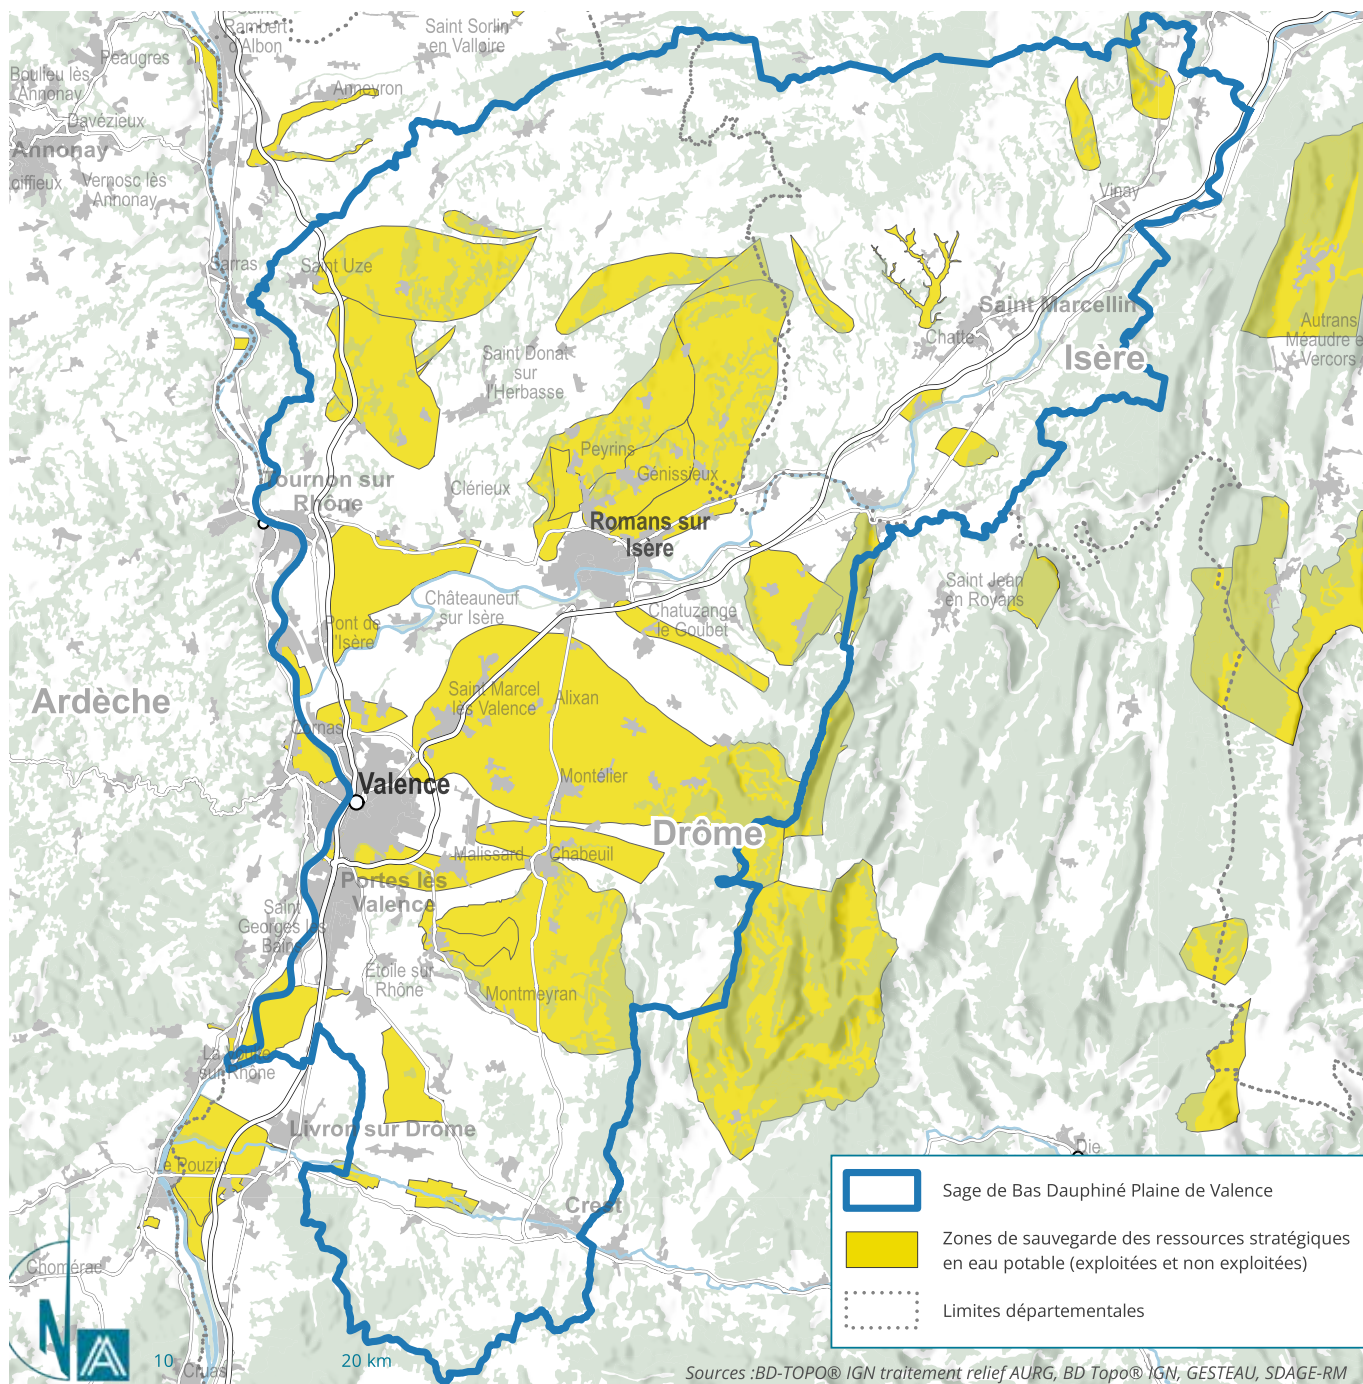 Saint
Rambert
d'Albon
Saint Sorlin
en Valloire
Peaugres
Boulieu lès
Annonay
Anneyron
Davézieux
Annonay
Vernosc lès
Annonay
Vinay
Sarras
Saint Uze
Saint Marcellin
Chatte
Autrans
Méaudre e
Vercors
Isère
Saint Donat
sur
l'Herbasse
Peyrins
Génissieux
Clérieux
Tournon sur
Rhône
Romans sur
Isère
Saint Jean
en Royans
Châteauneuf
sur Isère
Chatuzange
le Goubet
Pont de
l'Isère
Ardèche
Saint Marcel
lès Valence
Alixan
Cornas
Valence
Montélier
Drôme
Malissard
Chabeuil
Portes lès
Valence
Saint
Georges les
Bains
Etoile sur
Rhône
Montmeyran
La Voulte
sur Rhône
Livron sur Drôme
Le Pouzin
Die
Crest
Chomérac
Cruas
N
10
20 km
Sage de Bas Dauphiné Plaine de Valence
Zones de sauvegarde des ressources stratégiques
en eau potable (exploitées et non exploitées)
Limites départementales
Sources :BD-TOPO® IGN traitement relief AURG, BD Topo® IGN, GESTEAU, SDAGE-RM